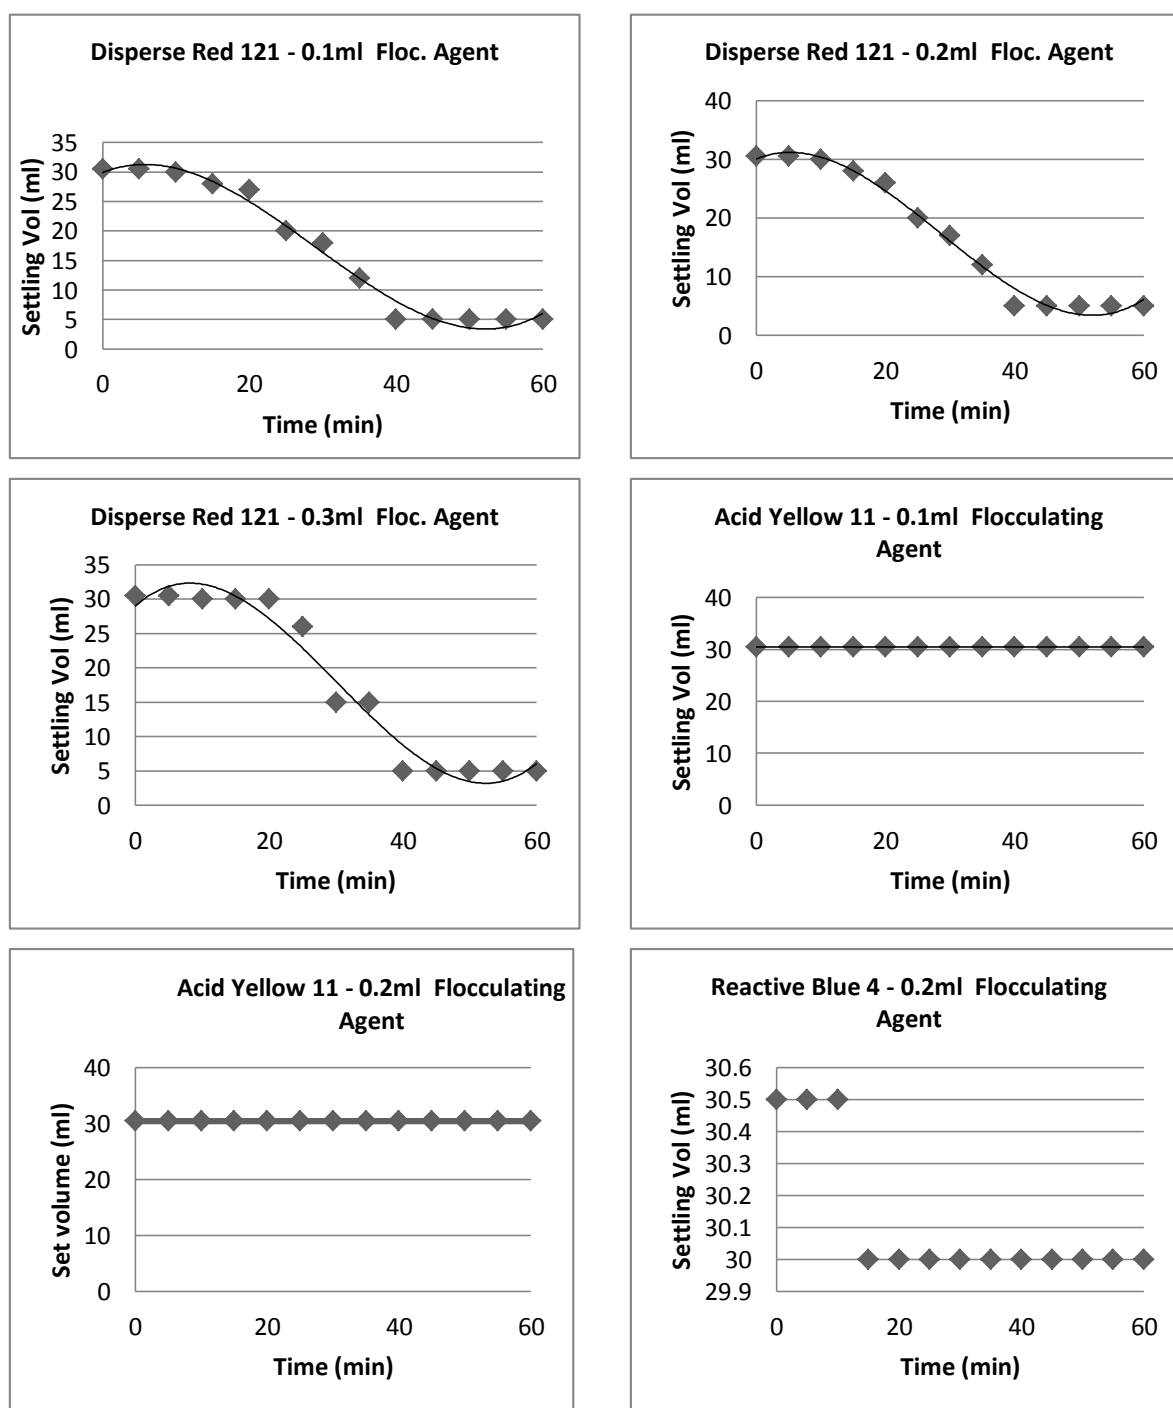 Disperse Red 121 - 0.1ml Floc. Agent
Settling Vol (ml)
35
30
25
20
15
10
5
0
0 20 40 60
Time (min)
Disperse Red 121 - 0.2ml Floc. Agent
Settling Vol (ml)
40
30
20
10
0
0 20 40 60
Time (min)
Disperse Red 121 - 0.3ml Floc. Agent
Settling Vol (ml)
35
30
25
20
15
10
5
0
0 20 40 60
Time (min)
Acid Yellow 11 - 0.1ml Flocculating
Agent
Settling Vol (ml)
40
30
20
10
0
0 20 40 60
Time (min)
Acid Yellow 11 - 0.2ml Flocculating
Agent
Set volume (ml)
40
30
20
10
0
0 20 40 60
Time (min)
Reactive Blue 4 - 0.2ml Flocculating
Agent
Settling Vol (ml)
30.6
30.5
30.4
30.3
30.2
30.1
30
29.9
0 20 40 60
Time (min)